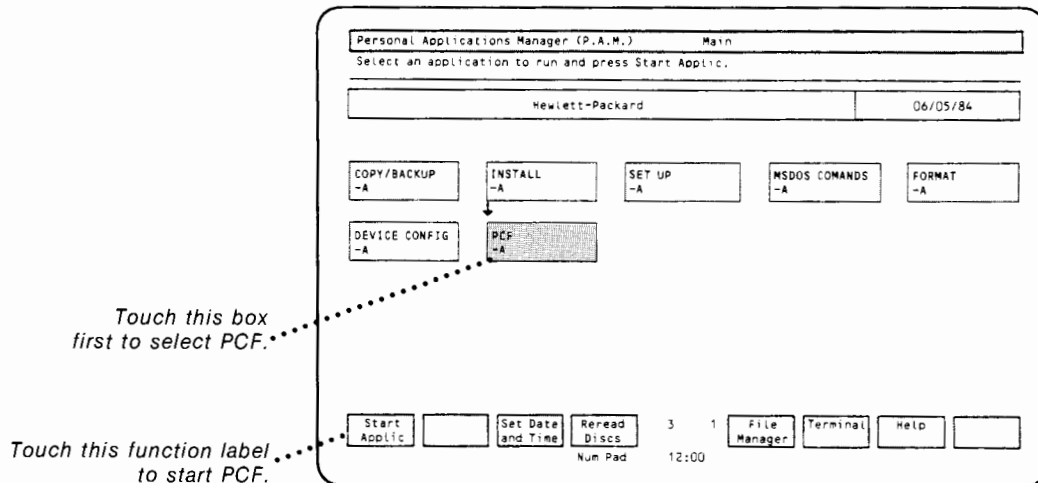 Personal Applications Manager (P.A.M.) Main
Select an application to run and press Start Applic.
Hewlett-Packard 06/05/84
COPY/BACKUP INSTALL SET UP MSDOS COMANDS FORMAT
-A -A -A -A -A
DEVICE CONFIG PCF
-A -A
Touch this box
first to select PCF.
Start Set Date Reread 3 1 File Terminal Help
Applic and Time Discs Manager
Num Pad 12:00
Touch this function label
to start PCF.